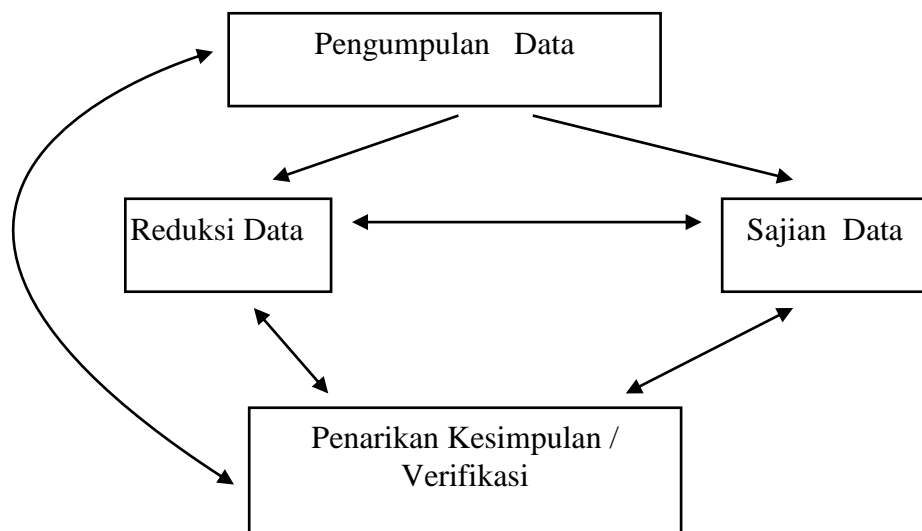 Pengumpulan Data
Reduksi Data
Sajian Data
Penarikan Kesimpulan /
Verifikasi